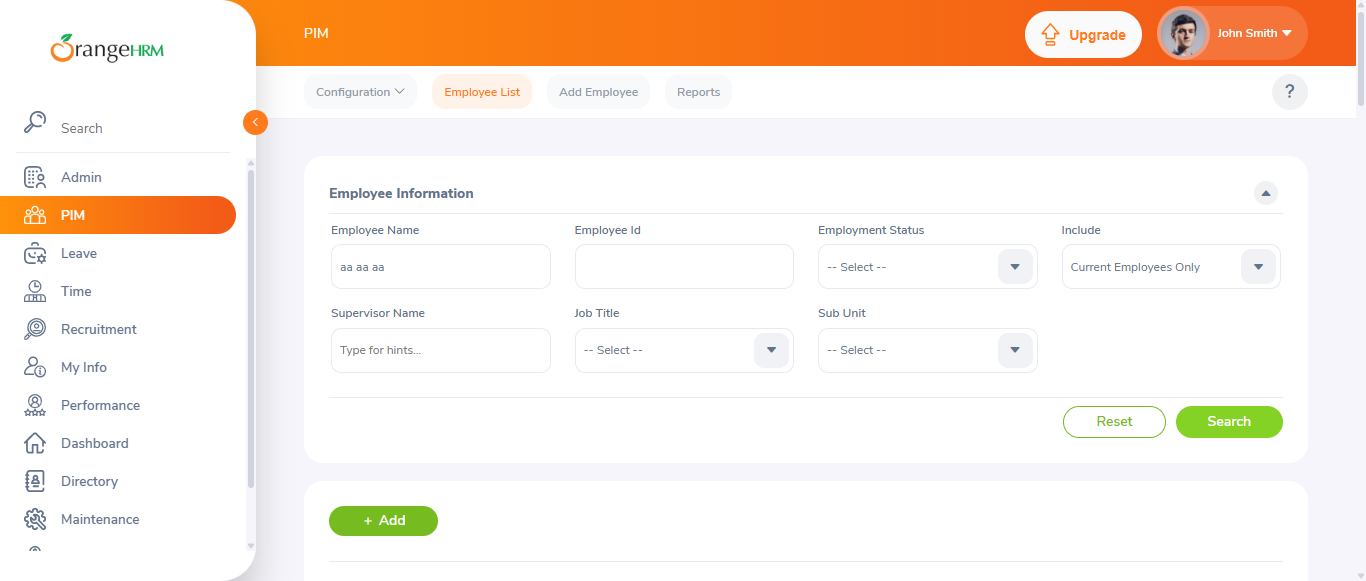 OrangeHRM
Search
Admin
PIM
Leave
Time
Recruitment
My Info
Performance
Dashboard
Directory
Maintenance
PIM
Upgrade
John Smith
Configuration
Employee List
Add Employee
Reports
?
Employee Information
Employee Name
Employee Id
Employment Status
Include
aa aa aa
-- Select --
Current Employees Only
Supervisor Name
Job Title
Sub Unit
Type for hints...
-- Select --
-- Select --
Reset
Search
+ Add